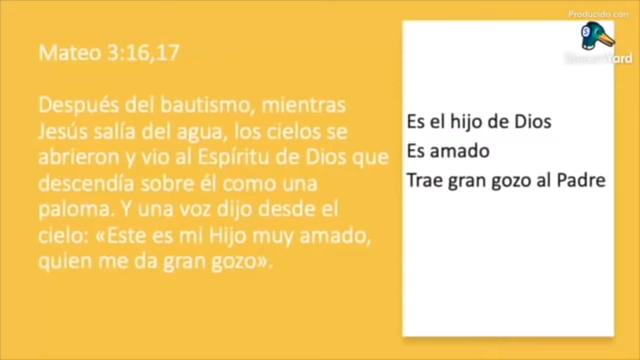 Producido con
StreamYard
Mateo 3:16,17
Después del bautismo, mientras
Jesús salía del agua, los cielos se
abrieron y vio al Espíritu de Dios que
descendía sobre él como una
paloma. Y una voz dijo desde el
cielo: «Este es mi Hijo muy amado,
quien me da gran gozo».
Es el hijo de Dios
Es amado
Trae gran gozo al Padre